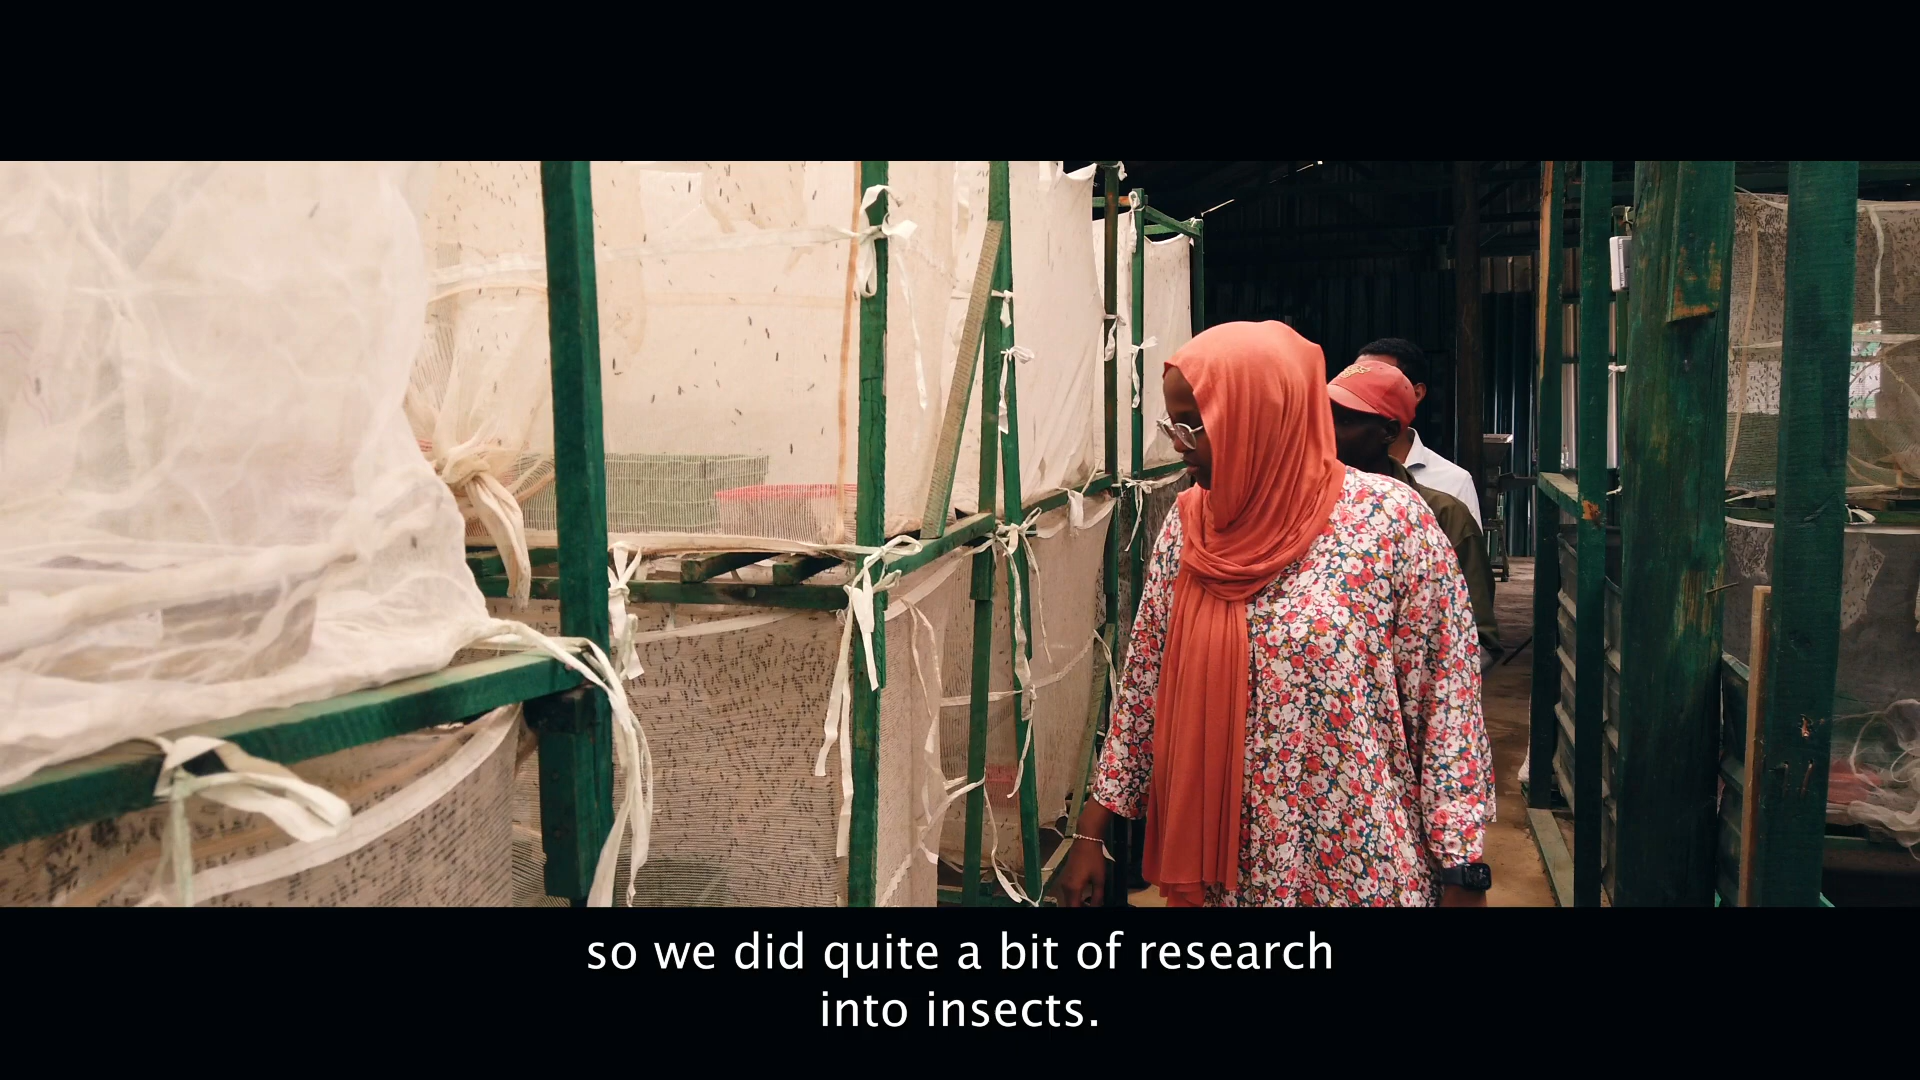 so we did quite a bit of research
into insects.